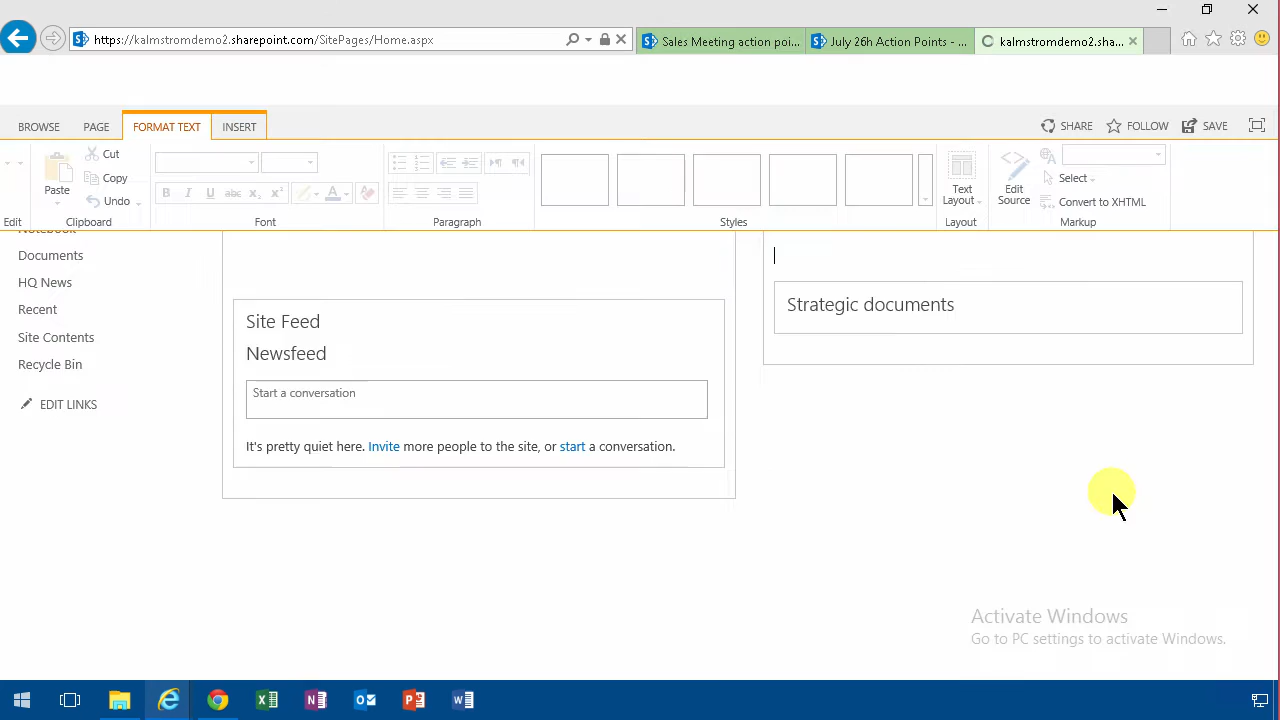 https://kalmstromdemo2.sharepoint.com/SitePages/Home.aspx
Sales Meeting action poi...
July 26h Action Points - ...
kalmstromdemo2.sha...
BROWSE
PAGE
FORMAT TEXT
INSERT
SHARE
FOLLOW
SAVE
Paste
Cut
Copy
Undo
B I U abc x₂ x²
A
Text Layout
Edit Source
Select
Convert to XHTML
Edit
Clipboard
Font
Paragraph
Styles
Layout
Markup
Notebook
Documents
HQ News
Recent
Site Contents
Recycle Bin
EDIT LINKS
Site Feed
Newsfeed
Start a conversation
It's pretty quiet here. Invite more people to the site, or start a conversation.
Strategic documents
Activate Windows
Go to PC settings to activate Windows.